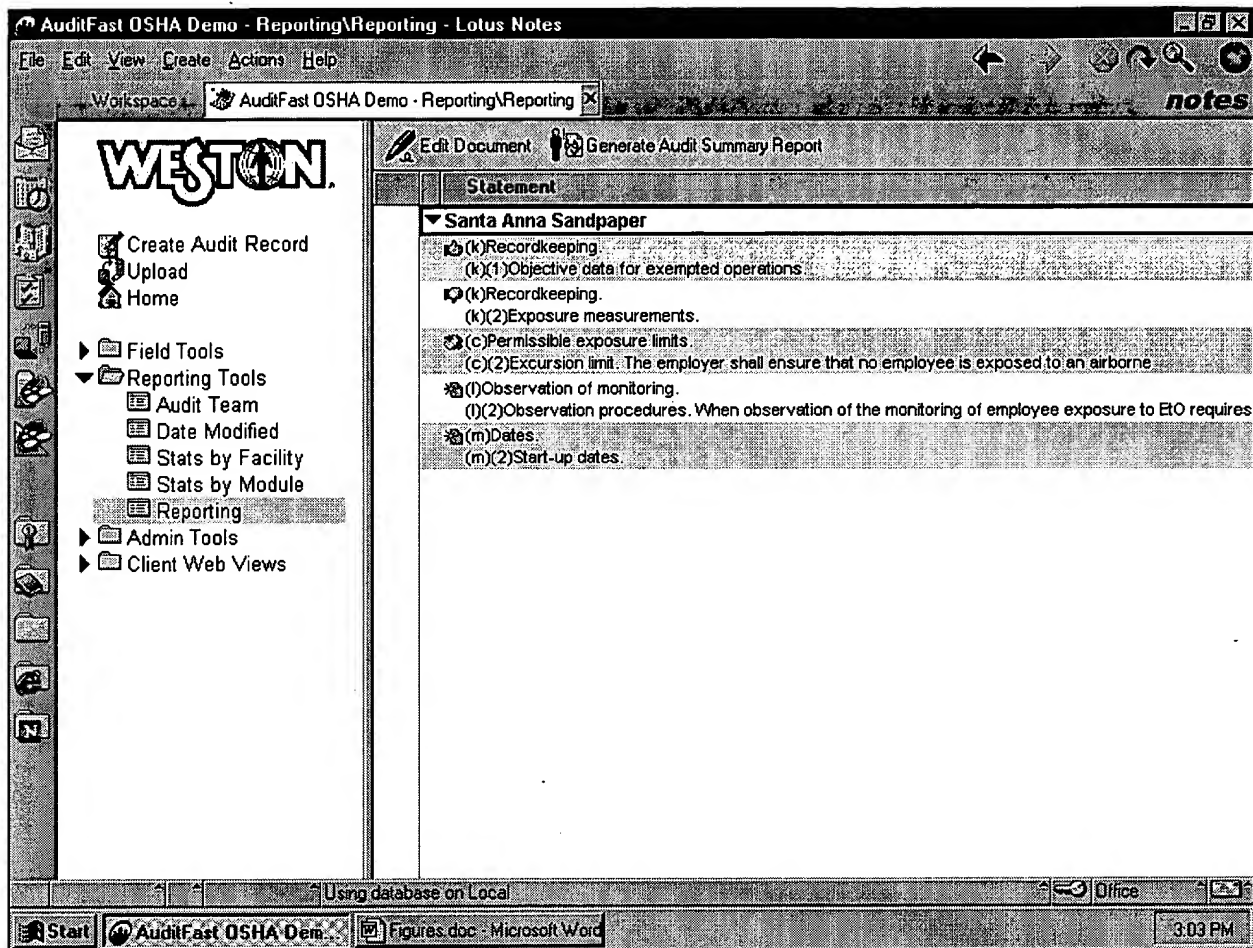 AuditFast OSHA Demo - Reporting\Reporting - Lotus Notes
File Edit View Create Actions Help
Workspace AuditFast OSHA Demo - Reporting\Reporting
notes
WESTON.
Create Audit Record
Upload
Home
Field Tools
Reporting Tools
Audit Team
Date Modified
Stats by Facility
Stats by Module
Reporting
Admin Tools
Client Web Views
Edit Document Generate Audit Summary Report
Statement
Santa Anna Sandpaper
(k)Recordkeeping.
(k)(1)Objective data for exempted operations
(k)Recordkeeping.
(k)(2)Exposure measurements.
(c)Permissible exposure limits.
(c)(2)Excursion limit. The employer shall ensure that no employee is exposed to an airborne
(l)Observation of monitoring.
(l)(2)Observation procedures. When observation of the monitoring of employee exposure to EtO requires
(m)Dates.
(m)(2)Start-up dates.
Using database on Local
Office
Start AuditFast OSHA Dem... Figures.doc - Microsoft Word 3:03 PM